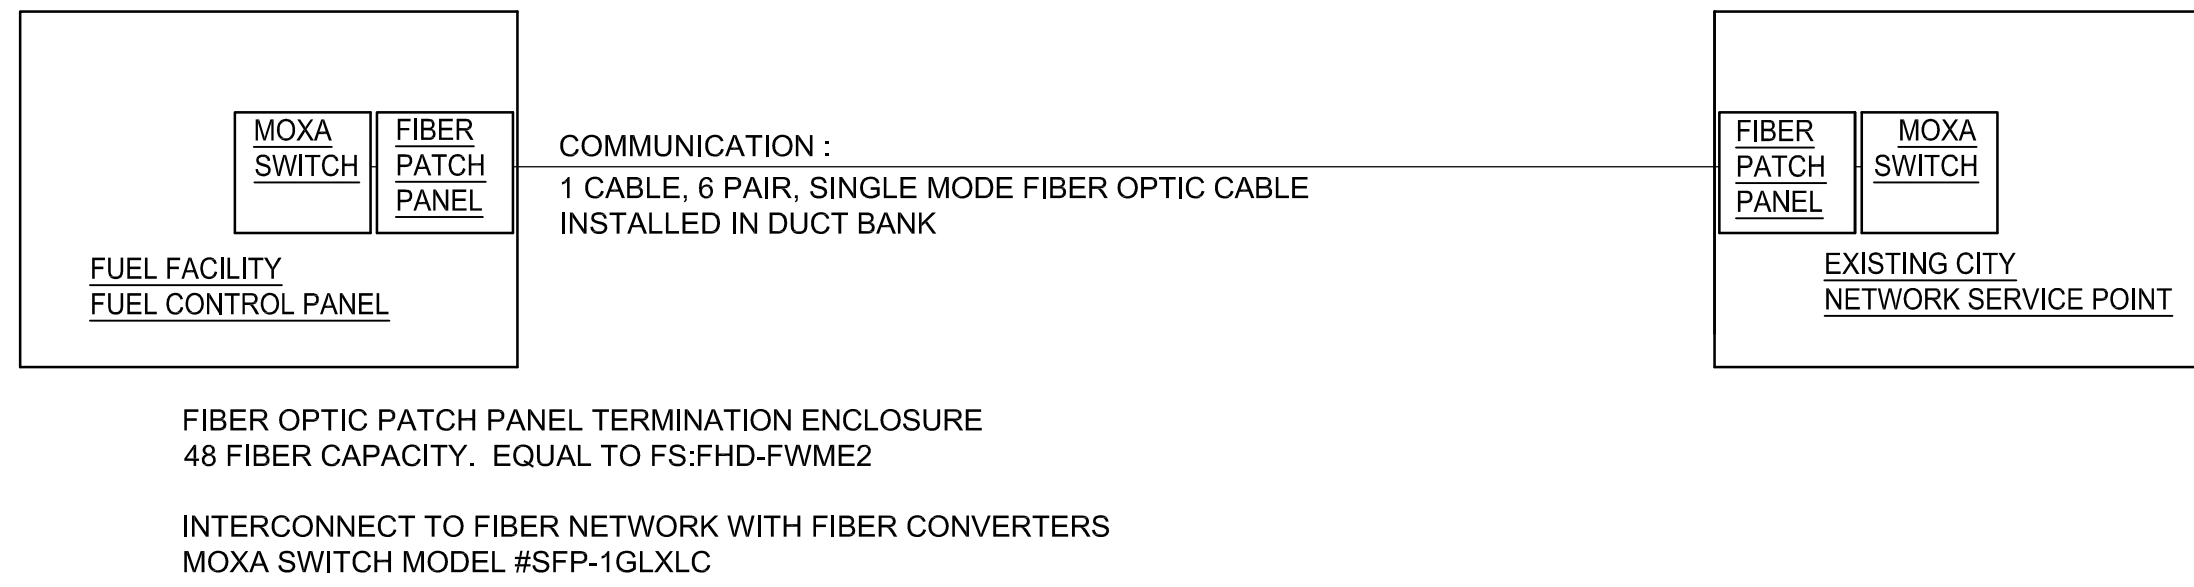 MOXA
SWITCH
FIBER
PATCH
PANEL
FUEL FACILITY
FUEL CONTROL PANEL
COMMUNICATION :
1 CABLE, 6 PAIR, SINGLE MODE FIBER OPTIC CABLE
INSTALLED IN DUCT BANK
FIBER
PATCH
PANEL
MOXA
SWITCH
EXISTING CITY
NETWORK SERVICE POINT
FIBER OPTIC PATCH PANEL TERMINATION ENCLOSURE
48 FIBER CAPACITY. EQUAL TO FS:FHD-FWME2
INTERCONNECT TO FIBER NETWORK WITH FIBER CONVERTERS
MOXA SWITCH MODEL #SFP-1GLXLC